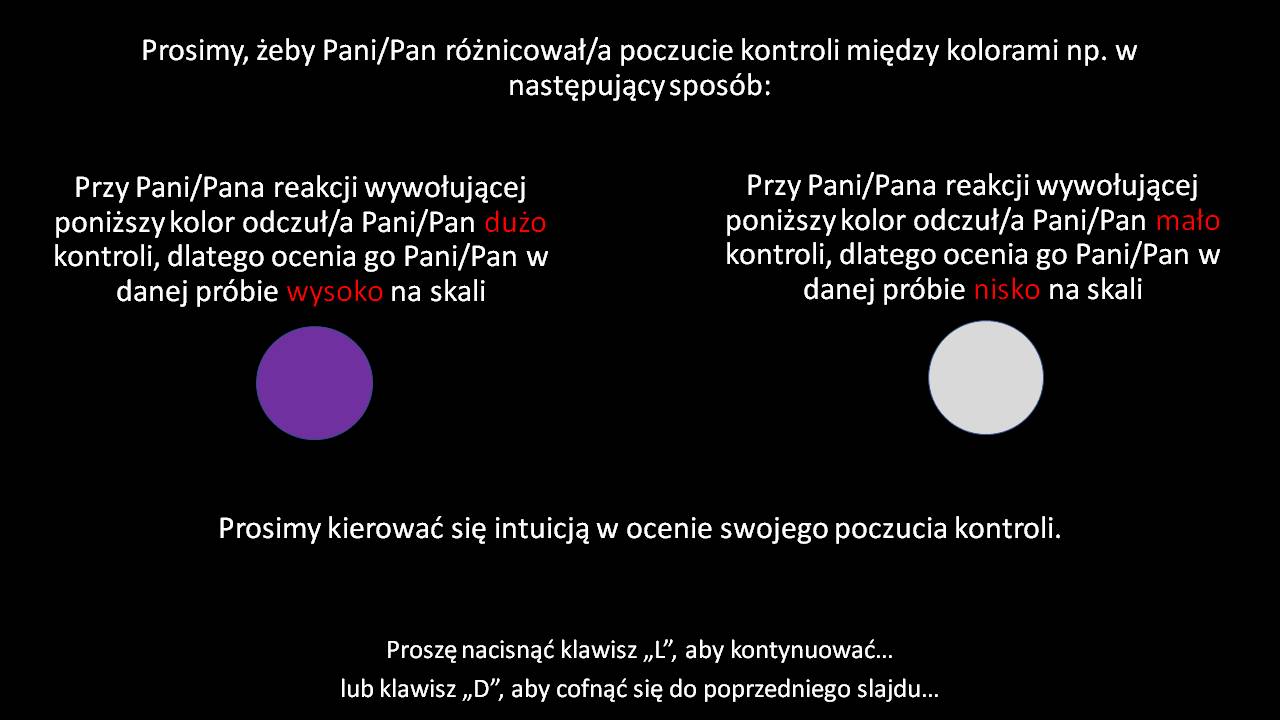 Prosimy, żeby Pani/Pan różnicował/a poczucie kontroli między kolorami np. w
następujący sposób:
Przy Pani/Pana reakcji wywołującej
poniższy kolor odczuł/a Pani/Pan dużo
kontroli, dlatego ocenia go Pani/Pan w
danej próbie wysoko na skali
Przy Pani/Pana reakcji wywołującej
poniższy kolor odczuł/a Pani/Pan mało
kontroli, dlatego ocenia go Pani/Pan w
danej próbie nisko na skali
Prosimy kierować się intuicją w ocenie swojego poczucia kontroli.
Proszę nacisnąć klawisz „L”, aby kontynuować...
lub klawisz „D”, aby cofnąć się do poprzedniego slajdu...